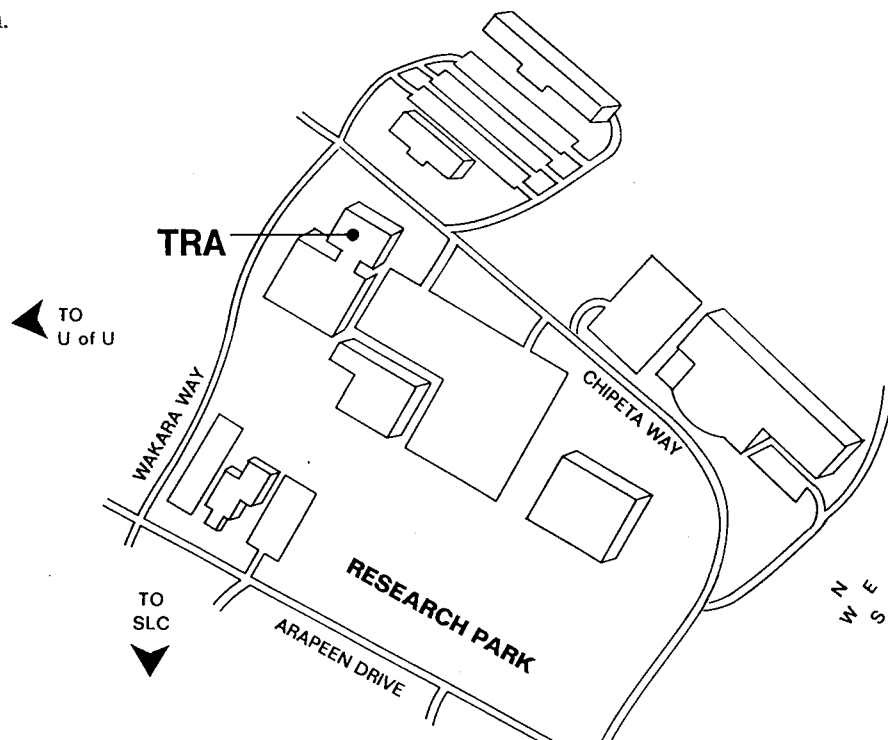 TRA
TO
U of U
WAKARA WAY
CHIPETA WAY
RESEARCH PARK
ARAPEEN DRIVE
TO
SLC
N E
W S